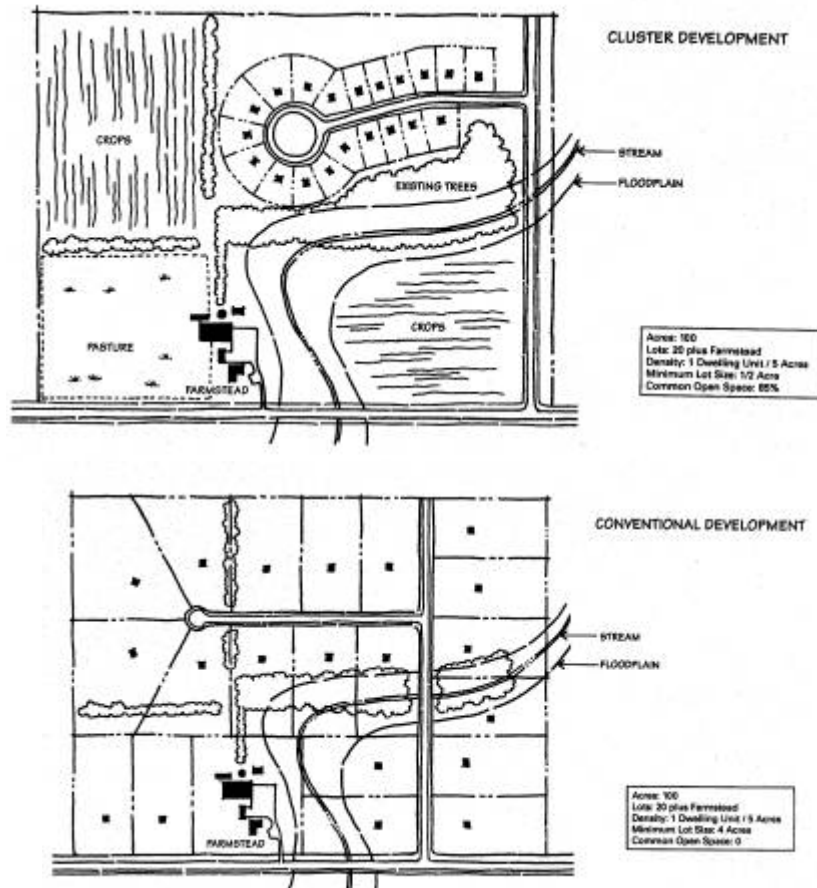 CLUSTER DEVELOPMENT
CROPS
STREAM
EXISTING TREES
FLOODPLAIN
CROPS
PASTURE
FARMSTEAD
Acres: 100
Lots: 20 plus Farmstead
Density: 1 Dwelling Unit / 5 Acres
Minimum Lot Size: 1/2 Acre
Common Open Space: 85%
CONVENTIONAL DEVELOPMENT
STREAM
FLOODPLAIN
FARMSTEAD
Acres: 100
Lots: 20 plus Farmstead
Density: 1 Dwelling Unit / 5 Acres
Minimum Lot Size: 4 Acres
Common Open Space: 0